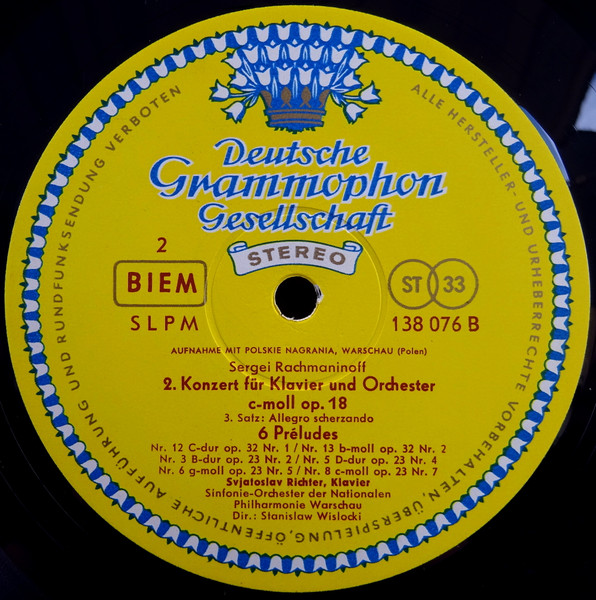 ALLE HERSTELLER- UND URHEBERRECHTE VORBEHALTEN, ÜBERSPIELUNG, ÖFFENTLICHE AUFFÜHRUNG UND RUNDFUNKSENDUNG VERBOTEN
Deutsche
Grammophon
Gesellschaft
STEREO
2
BIEM
ST 33
SLPM
138 076 B
AUFNAHME MIT POLSKIE NAGRANIA, WARSCHAU (Polen)
Sergei Rachmaninoff
2. Konzert für Klavier und Orchester
c-moll op. 18
3. Satz: Allegro scherzando
6 Préludes
Nr. 12 C-dur op. 32 Nr. 1 / Nr. 13 b-moll op. 32 Nr. 2
Nr. 3 B-dur op. 23 Nr. 2 / Nr. 5 D-dur op. 23 Nr. 4
Nr. 6 g-moll op. 23 Nr. 5 / Nr. 8 c-moll op. 23 Nr. 7
Svjatoslav Richter, Klavier
Sinfonie-Orchester der Nationalen
Philharmonie Warschau
Dir.: Stanislaw Wislocki